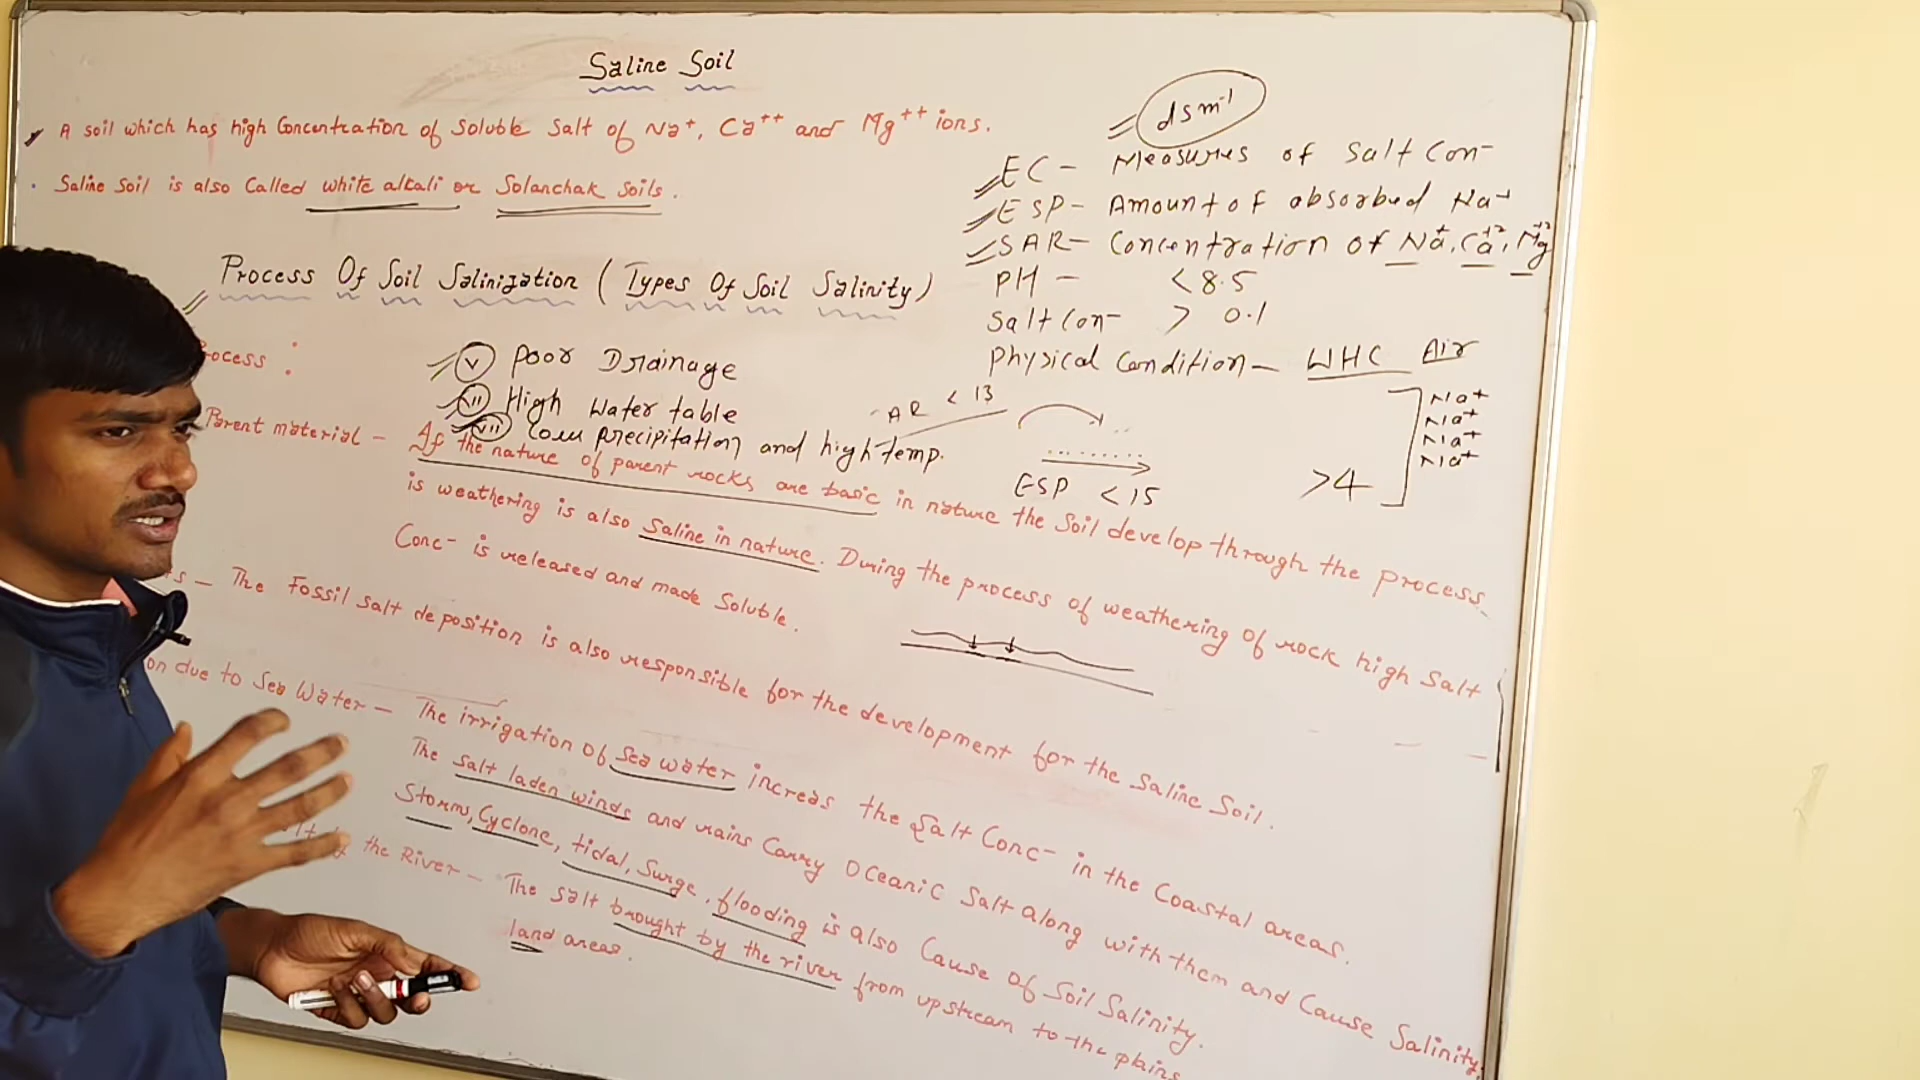 Saline Soil
A soil which has high Concentration of Soluble Salt of Na+, Ca++ and Mg++ ions.
Saline Soil is also Called white alkali or Solanchak Soils.
dsm-1
EC - Measures of Salt Con-
ESP - Amount of absorbed Na+
SAR - Concentration of Na+, Ca+2, Mg+2
PH - < 8.5
Salt Con- > 0.1
Physical Condition - WHC Air
Process Of Soil Salinization (Types Of Soil Salinity)
ocess :
V Poor Drainage
High Water table
VII low precipitation and high temp.
AR < 13
ESP < 15
> 4
Na+
Na+
Na+
Na+
Parent material - If the nature of parent rocks are basic in nature the Soil develop through the process
is weathering is also Saline in nature. During the process of weathering of rock high Salt
Conc- is released and made Soluble.
ts - The Fossil Salt deposition is also responsible for the development for the Saline Soil.
on due to Sea Water - The irrigation of Sea water increas the Salt Conc- in the Coastal areas.
The Salt laden winds and rains Carry Oceanic Salt along with them and Cause Salinity.
Storms, Cyclone, tidal, Surge, flooding is also Cause of Soil Salinity.
the River - The Salt brought by the river from upstream to the plains
land areas.